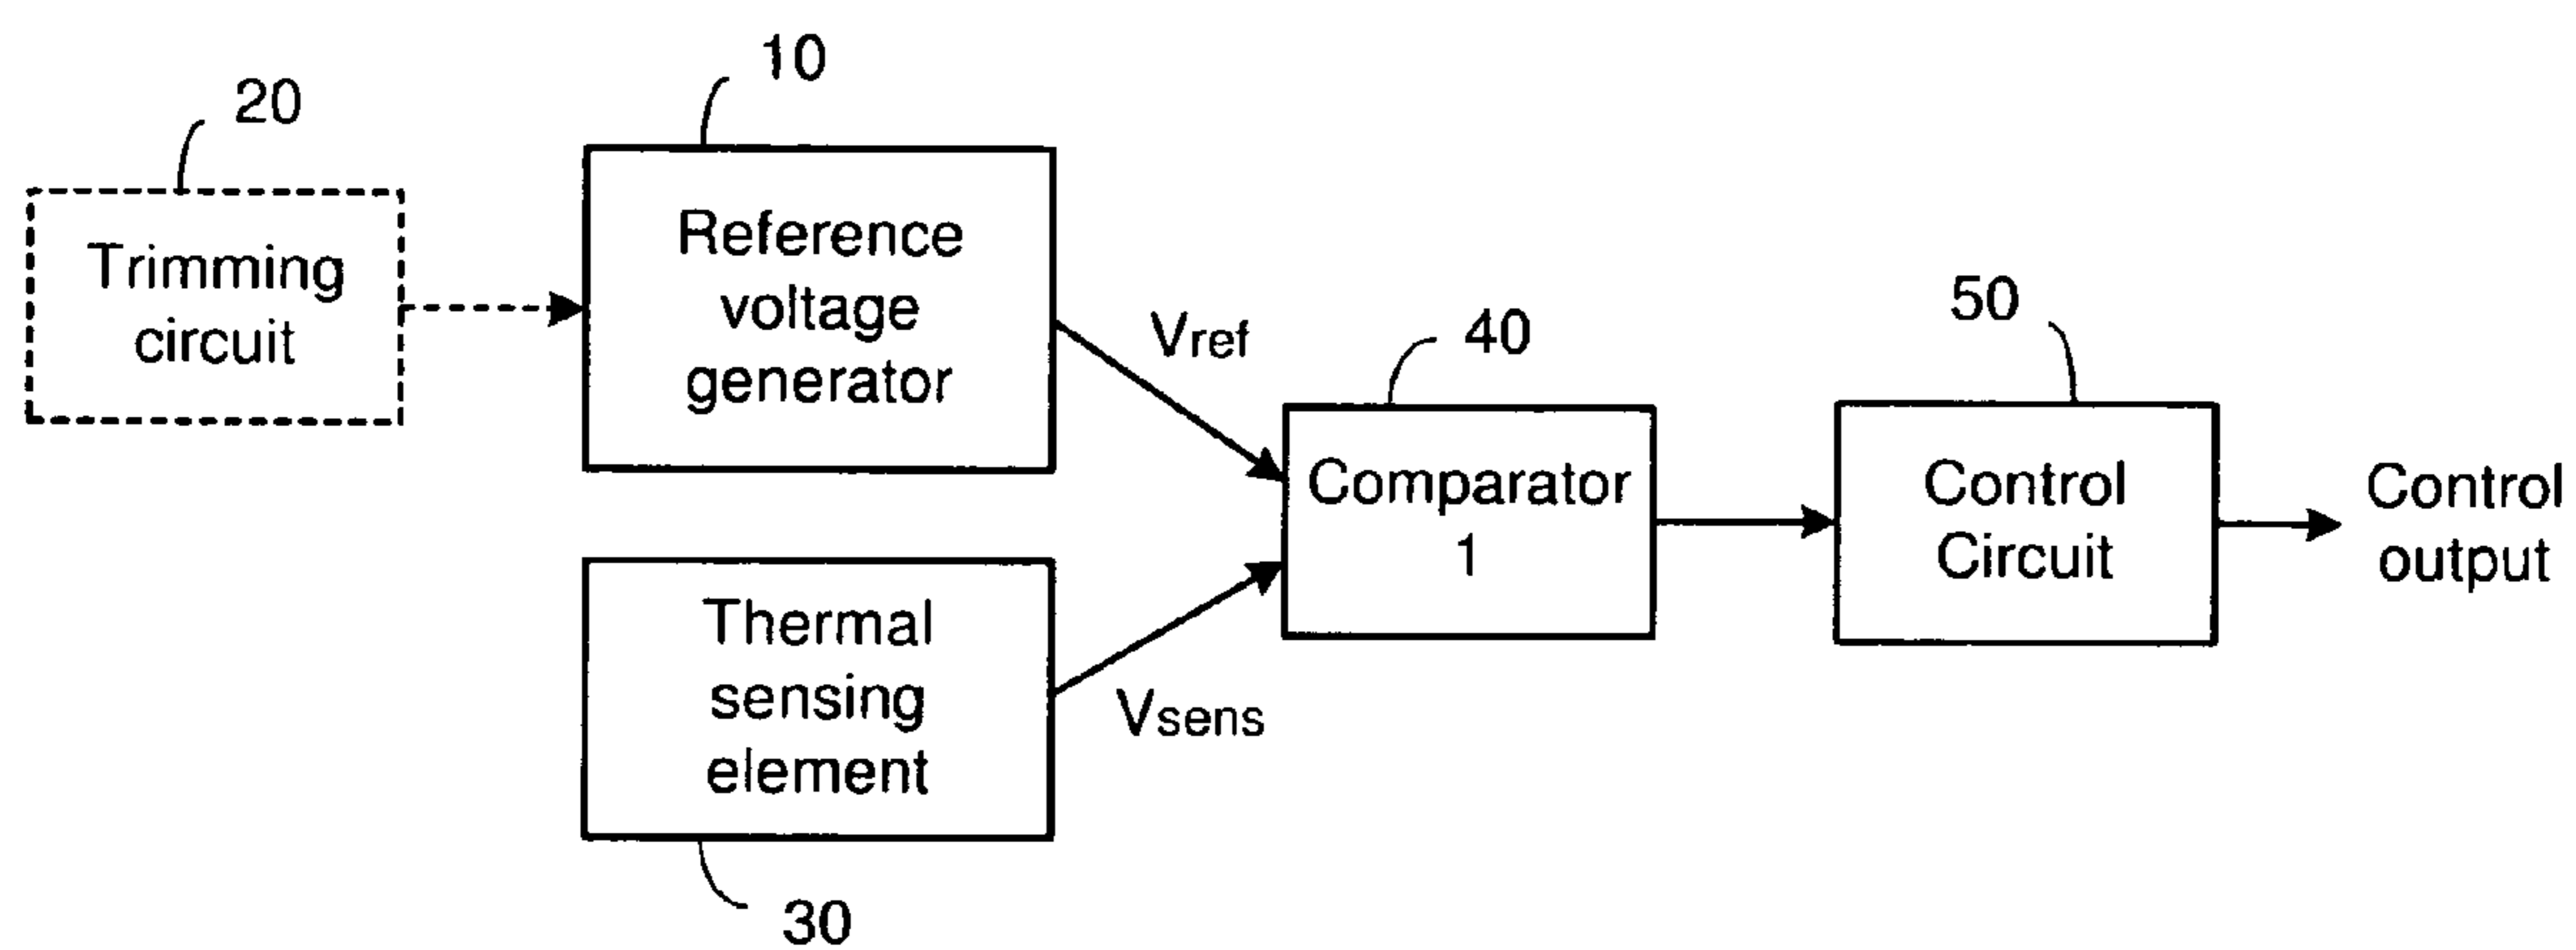 10
20
Trimming
circuit
Reference
voltage
generator
Vref
40
50
Comparator
1
Control
Circuit
Control
output
Thermal
sensing
element
Vsens
30